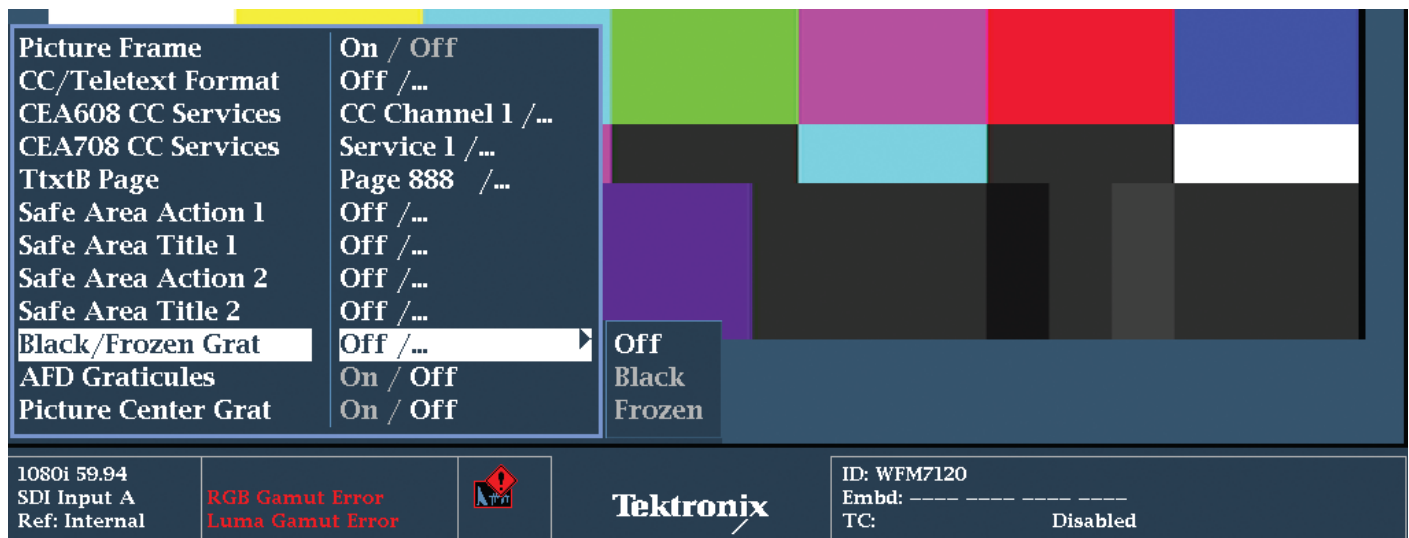 Picture Frame On / Off
CC/Teletext Format Off /...
CEA608 CC Services CC Channel 1 /...
CEA708 CC Services Service 1 /...
TtxtB Page Page 888 /...
Safe Area Action 1 Off /...
Safe Area Title 1 Off /...
Safe Area Action 2 Off /...
Safe Area Title 2 Off /...
Black/Frozen Grat Off /...
AFD Graticules On / Off
Picture Center Grat On / Off
Off
Black
Frozen
1080i 59.94
SDI Input A
Ref: Internal
RGB Gamut Error
Luma Gamut Error
Tektronix
ID: WFM7120
Embd: ---- ---- ---- ----
TC: Disabled